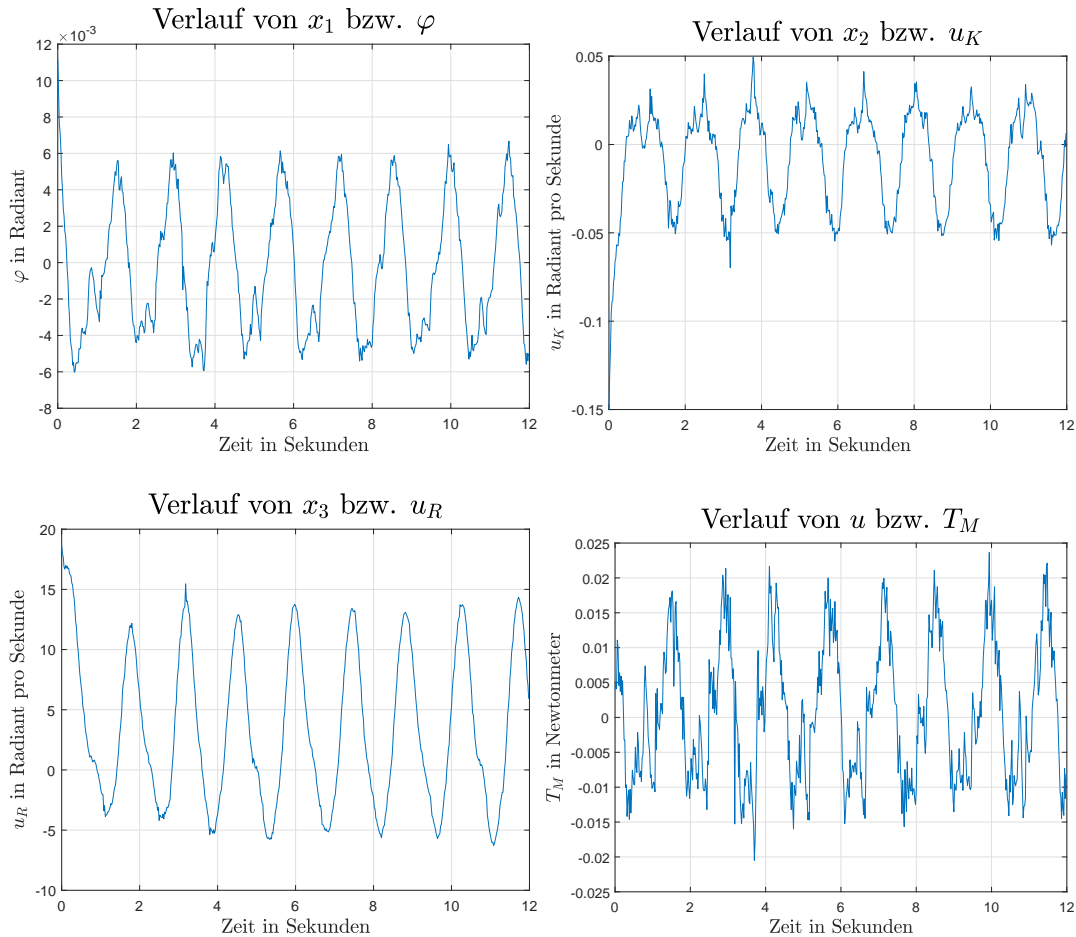 Verlauf von x₁ bzw. φ
×10⁻³
12
10
8
6
4
2
0
-2
-4
-6
-8
φ in Radiant
0 2 4 6 8 10 12
Zeit in Sekunden
Verlauf von x₂ bzw. u_K
0.05
0
-0.05
-0.1
-0.15
u_K in Radiant pro Sekunde
0 2 4 6 8 10 12
Zeit in Sekunden
Verlauf von x₃ bzw. u_R
20
15
10
5
0
-5
-10
u_R in Radiant pro Sekunde
0 2 4 6 8 10 12
Zeit in Sekunden
Verlauf von u bzw. T_M
0.025
0.02
0.015
0.01
0.005
0
-0.005
-0.01
-0.015
-0.02
-0.025
T_M in Newtonmeter
0 2 4 6 8 10 12
Zeit in Sekunden